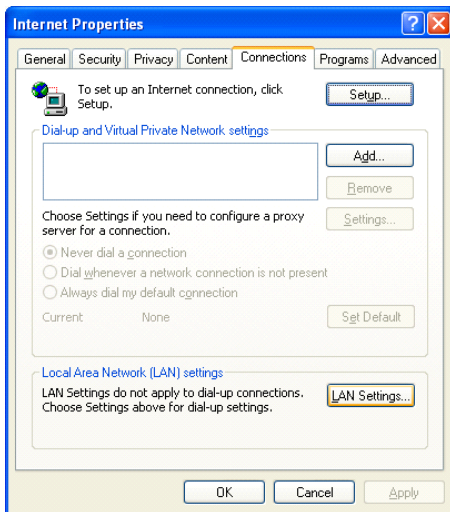 Internet Properties
General Security Privacy Content Connections Programs Advanced
To set up an Internet connection, click
Setup.
Setup...
Dial-up and Virtual Private Network settings
Add...
Remove
Choose Settings if you need to configure a proxy
server for a connection.
Settings...
Never dial a connection
Dial whenever a network connection is not present
Always dial my default connection
Current None
Set Default
Local Area Network (LAN) settings
LAN Settings do not apply to dial-up connections.
Choose Settings above for dial-up settings.
LAN Settings...
OK Cancel Apply